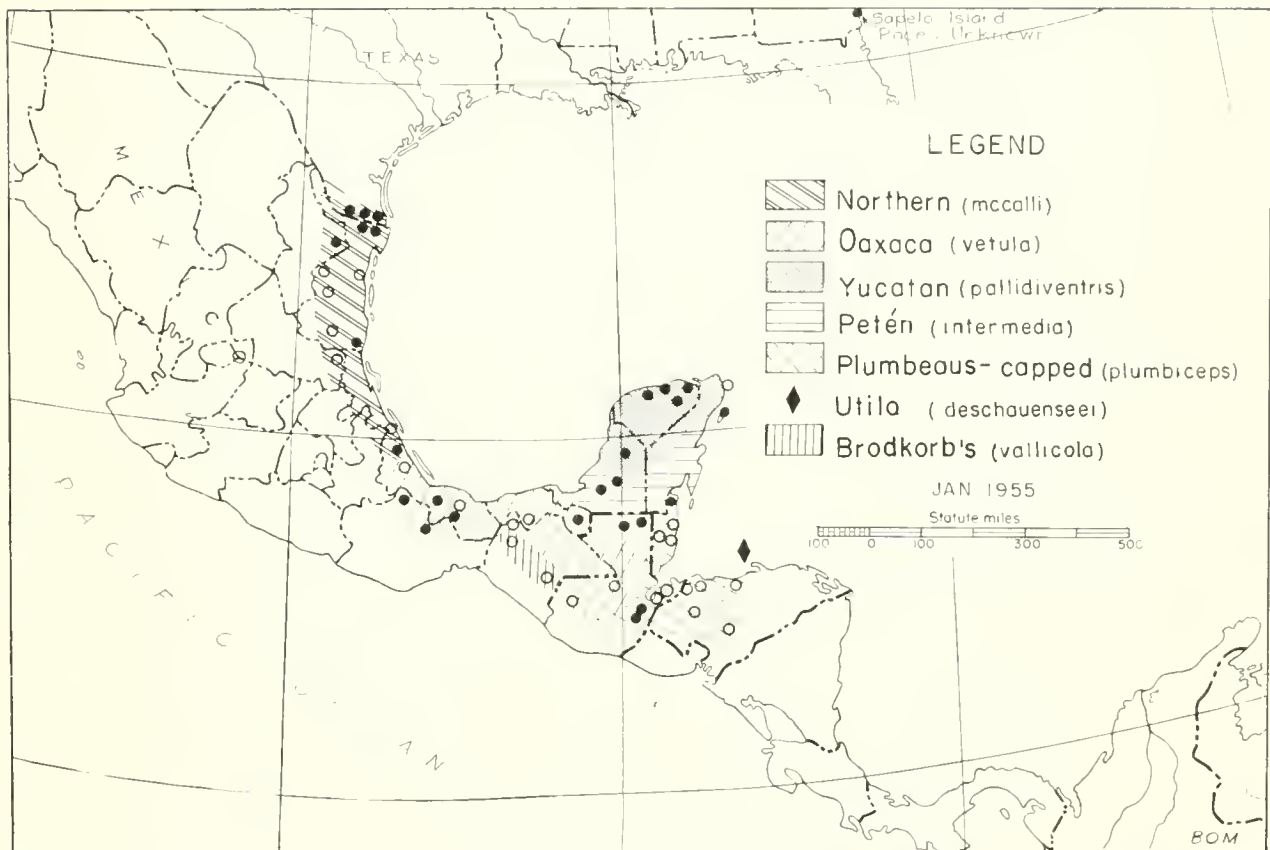 Sapelo Island
TEXAS
MEXICO
LEGEND
Northern (mccalli)
Oaxaca (vetula)
Yucatan (pallidiventris)
Petén (intermedia)
Plumbeous-capped (plumbiceps)
Utila (deschauenseei)
Brodkorb's (vallicola)
JAN 1955
Statute miles
100 0 100 300 500
PACIFIC
BOM